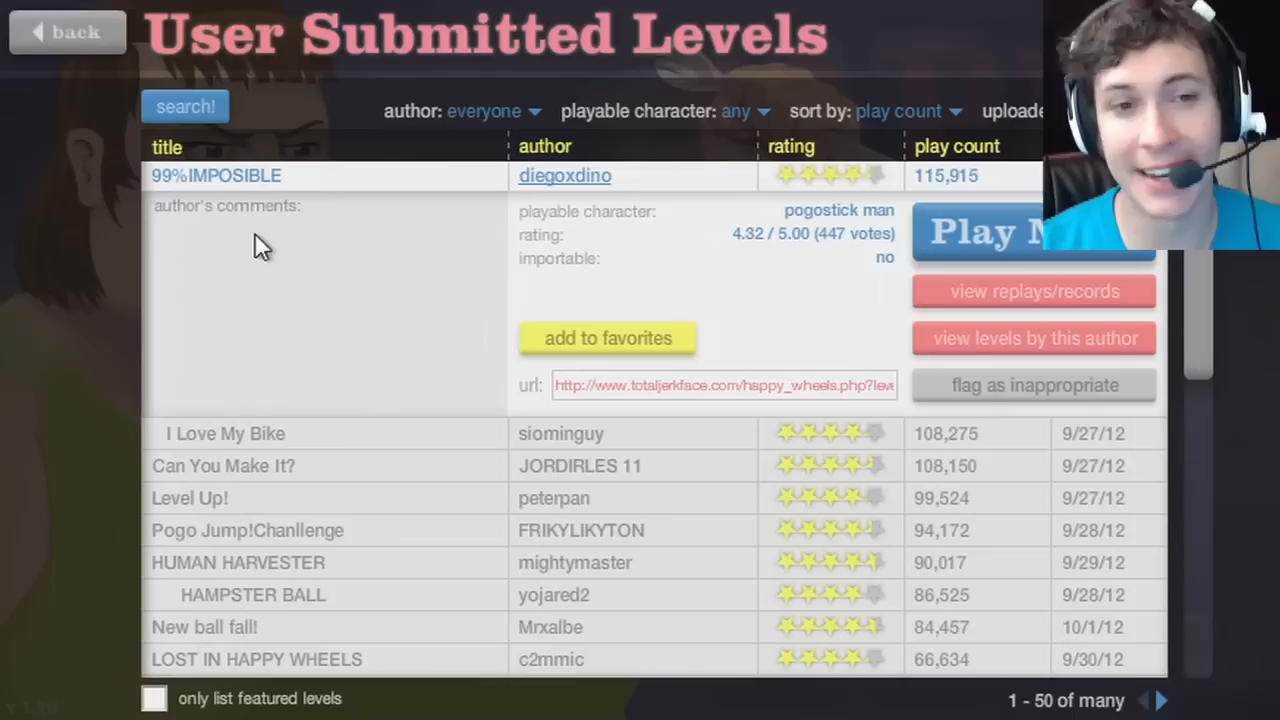 back
User Submitted Levels
search!
author: everyone playable character: any sort by: play count uploade
title author rating play count
99%IMPOSIBLE diegoxdino 115,915
author's comments:
playable character: pogostick man
rating: 4.32 / 5.00 (447 votes)
importable: no
Play
view replays/records
add to favorites
view levels by this author
url: http://www.totaljerkface.com/happy_wheels.php?leve
flag as inappropriate
I Love My Bike siominguy 108,275 9/27/12
Can You Make It? JORDIRLES 11 108,150 9/27/12
Level Up! peterpan 99,524 9/27/12
Pogo Jump!Chanllenge FRIKYLIKYTON 94,172 9/28/12
HUMAN HARVESTER mightymaster 90,017 9/29/12
HAMPSTER BALL yojared2 86,525 9/28/12
New ball fall! Mrxalbe 84,457 10/1/12
LOST IN HAPPY WHEELS c2mmic 66,634 9/30/12
only list featured levels
1 - 50 of many